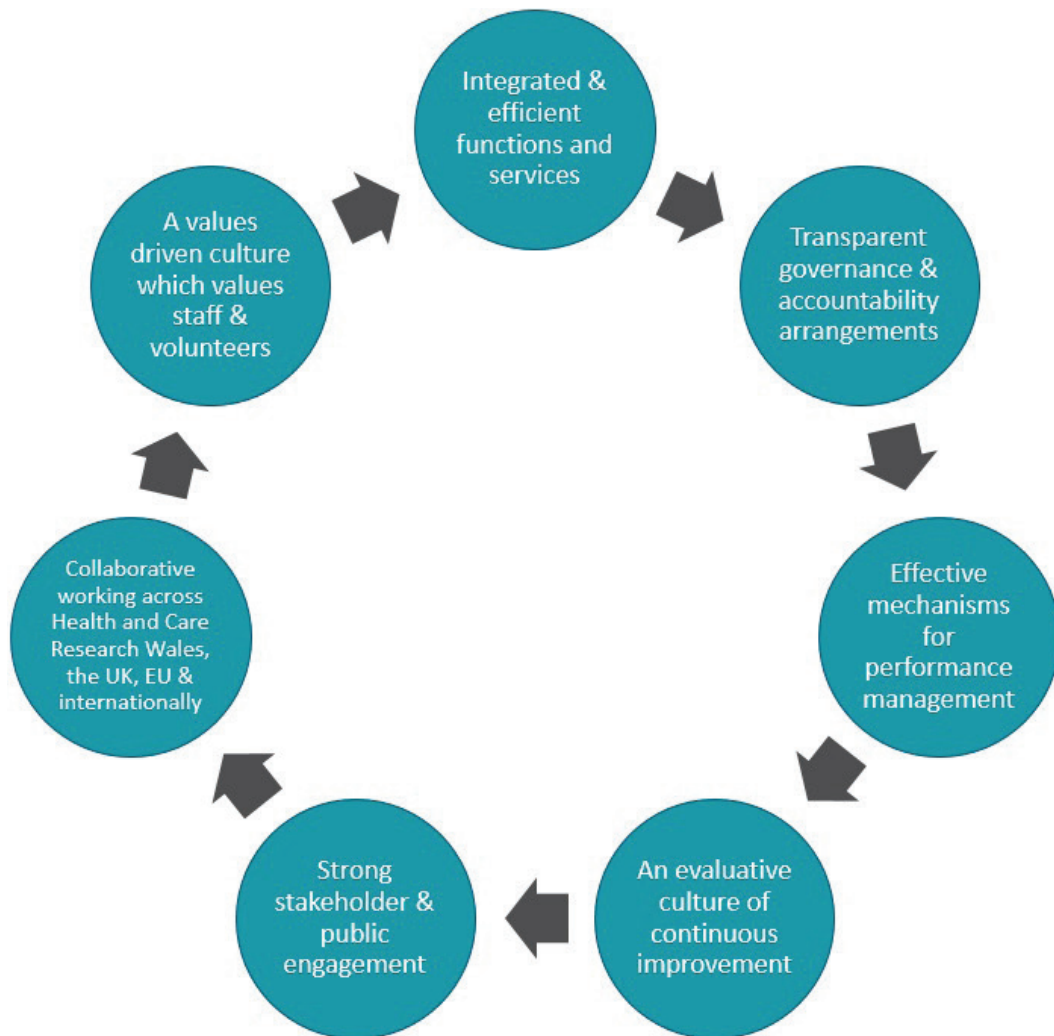 Integrated &
efficient
functions and
services
Transparent
governance &
accountability
arrangements
Effective
mechanisms
for
performance
management
An evaluative
culture of
continuous
improvement
Strong
stakeholder &
public
engagement
Collaborative
working across
Health and Care
Research Wales,
the UK, EU &
internationally
A values
driven culture
which values
staff &
volunteers